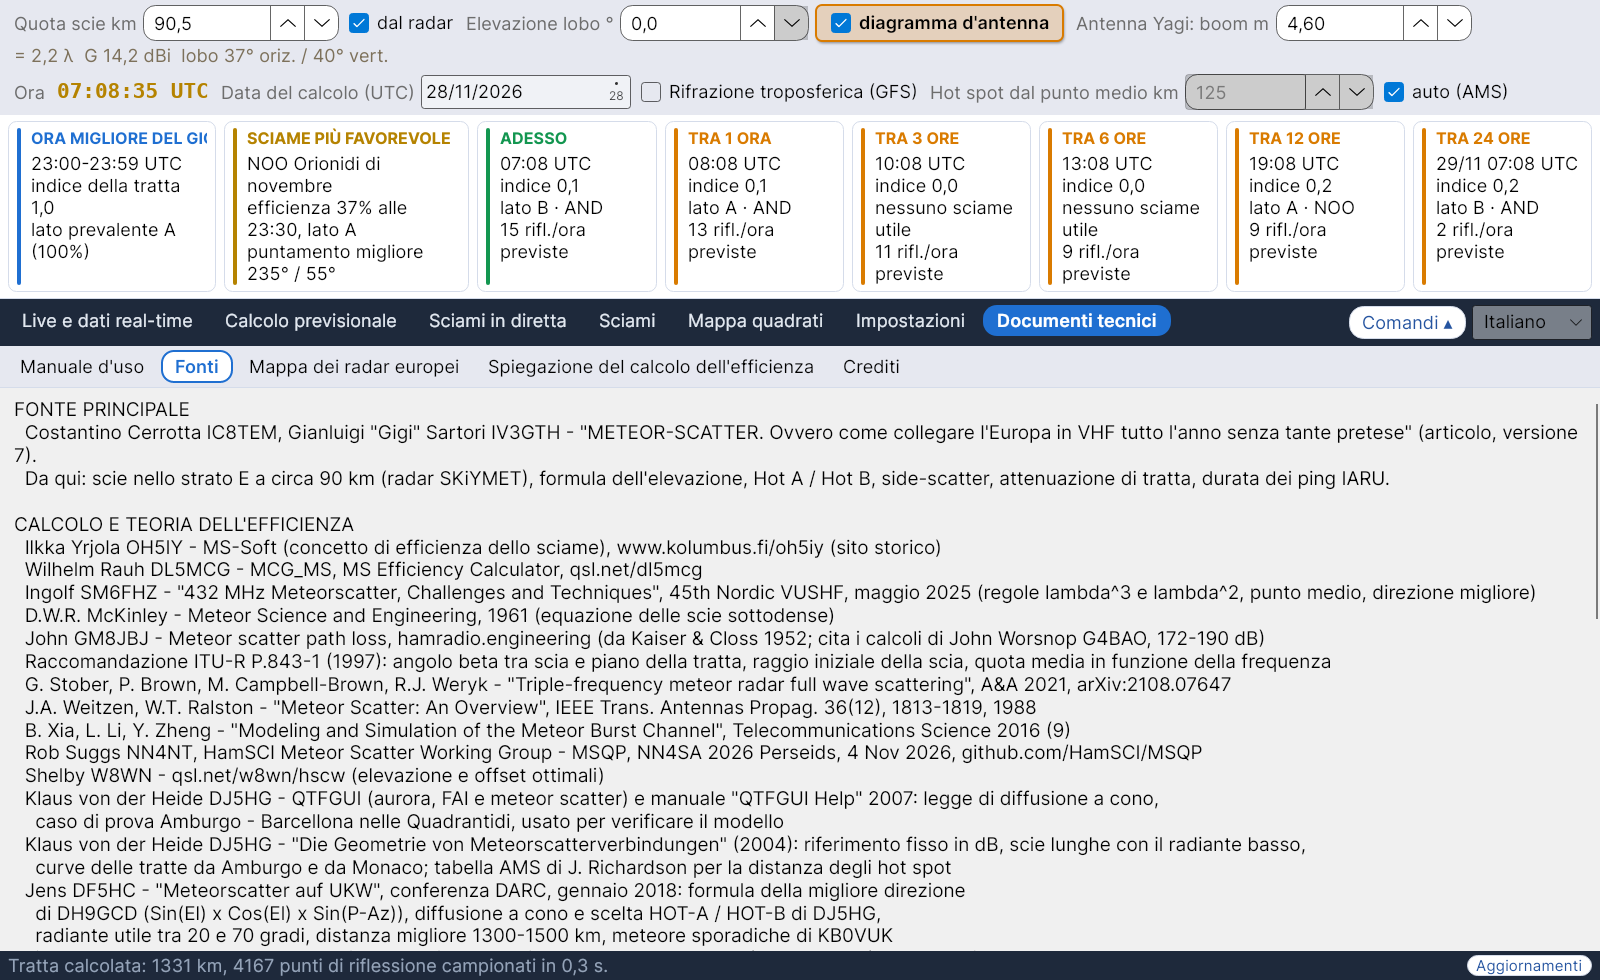 Quota scie km 90,5 dal radar Elevazione lobo ° 0,0 diagramma d'antenna Antenna Yagi: boom m 4,60
= 2,2 λ G 14,2 dBi lobo 37° oriz. / 40° vert.
Ora 07:08:35 UTC Data del calcolo (UTC) 28/11/2026 28 Rifrazione troposferica (GFS) Hot spot dal punto medio km 125 auto (AMS)
ORA MIGLIORE DEL GI
23:00-23:59 UTC
indice della tratta
1,0
lato prevalente A
(100%)
SCIAME PIÙ FAVOREVOLE
NOO Orionidi di
novembre
efficienza 37% alle
23:30, lato A
puntamento migliore
235° / 55°
ADESSO
07:08 UTC
indice 0,1
lato B · AND
15 rifl./ora
previste
TRA 1 ORA
08:08 UTC
indice 0,1
lato A · AND
13 rifl./ora
previste
TRA 3 ORE
10:08 UTC
indice 0,0
nessuno sciame
utile
11 rifl./ora
previste
TRA 6 ORE
13:08 UTC
indice 0,0
nessuno sciame
utile
9 rifl./ora
previste
TRA 12 ORE
19:08 UTC
indice 0,2
lato A · NOO
9 rifl./ora
previste
TRA 24 ORE
29/11 07:08 UTC
indice 0,2
lato B · AND
2 rifl./ora
previste
Live e dati real-time Calcolo previsionale Sciami in diretta Sciami Mappa quadrati Impostazioni Documenti tecnici Comandi ▴ Italiano
Manuale d'uso Fonti Mappa dei radar europei Spiegazione del calcolo dell'efficienza Crediti
FONTE PRINCIPALE
Costantino Cerrotta IC8TEM, Gianluigi "Gigi" Sartori IV3GTH - "METEOR-SCATTER. Ovvero come collegare l'Europa in VHF tutto l'anno senza tante pretese" (articolo, versione
7).
Da qui: scie nello strato E a circa 90 km (radar SKiYMET), formula dell'elevazione, Hot A / Hot B, side-scatter, attenuazione di tratta, durata dei ping IARU.
CALCOLO E TEORIA DELL'EFFICIENZA
Ilkka Yrjola OH5IY - MS-Soft (concetto di efficienza dello sciame), www.kolumbus.fi/oh5iy (sito storico)
Wilhelm Rauh DL5MCG - MCG_MS, MS Efficiency Calculator, qsl.net/dl5mcg
Ingolf SM6FHZ - "432 MHz Meteorscatter, Challenges and Techniques", 45th Nordic VUSHF, maggio 2025 (regole lambda^3 e lambda^2, punto medio, direzione migliore)
D.W.R. McKinley - Meteor Science and Engineering, 1961 (equazione delle scie sottodense)
John GM8JBJ - Meteor scatter path loss, hamradio.engineering (da Kaiser & Closs 1952; cita i calcoli di John Worsnop G4BAO, 172-190 dB)
Raccomandazione ITU-R P.843-1 (1997): angolo beta tra scia e piano della tratta, raggio iniziale della scia, quota media in funzione della frequenza
G. Stober, P. Brown, M. Campbell-Brown, R.J. Weryk - "Triple-frequency meteor radar full wave scattering", A&A 2021, arXiv:2108.07647
J.A. Weitzen, W.T. Ralston - "Meteor Scatter: An Overview", IEEE Trans. Antennas Propag. 36(12), 1813-1819, 1988
B. Xia, L. Li, Y. Zheng - "Modeling and Simulation of the Meteor Burst Channel", Telecommunications Science 2016 (9)
Rob Suggs NN4NT, HamSCI Meteor Scatter Working Group - MSQP, NN4SA 2026 Perseids, 4 Nov 2026, github.com/HamSCI/MSQP
Shelby W8WN - qsl.net/w8wn/hscw (elevazione e offset ottimali)
Klaus von der Heide DJ5HG - QTFGUI (aurora, FAI e meteor scatter) e manuale "QTFGUI Help" 2007: legge di diffusione a cono,
caso di prova Amburgo - Barcellona nelle Quadrantidi, usato per verificare il modello
Klaus von der Heide DJ5HG - "Die Geometrie von Meteorscatterverbindungen" (2004): riferimento fisso in dB, scie lunghe con il radiante basso,
curve delle tratte da Amburgo e da Monaco; tabella AMS di J. Richardson per la distanza degli hot spot
Jens DF5HC - "Meteorscatter auf UKW", conferenza DARC, gennaio 2018: formula della migliore direzione
di DH9GCD (Sin(El) x Cos(El) x Sin(P-Az)), diffusione a cono e scelta HOT-A / HOT-B di DJ5HG,
radiante utile tra 20 e 70 gradi, distanza migliore 1300-1500 km, meteore sporadiche di KB0VUK
Tratta calcolata: 1331 km, 4167 punti di riflessione campionati in 0,3 s. Aggiornamenti